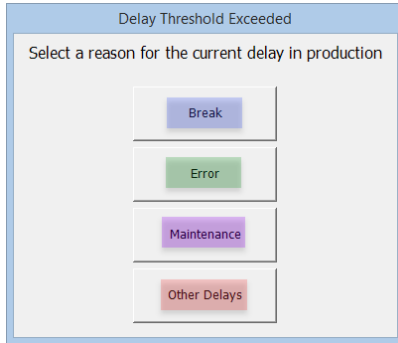 Delay Threshold Exceeded
Select a reason for the current delay in production
Break
Error
Maintenance
Other Delays